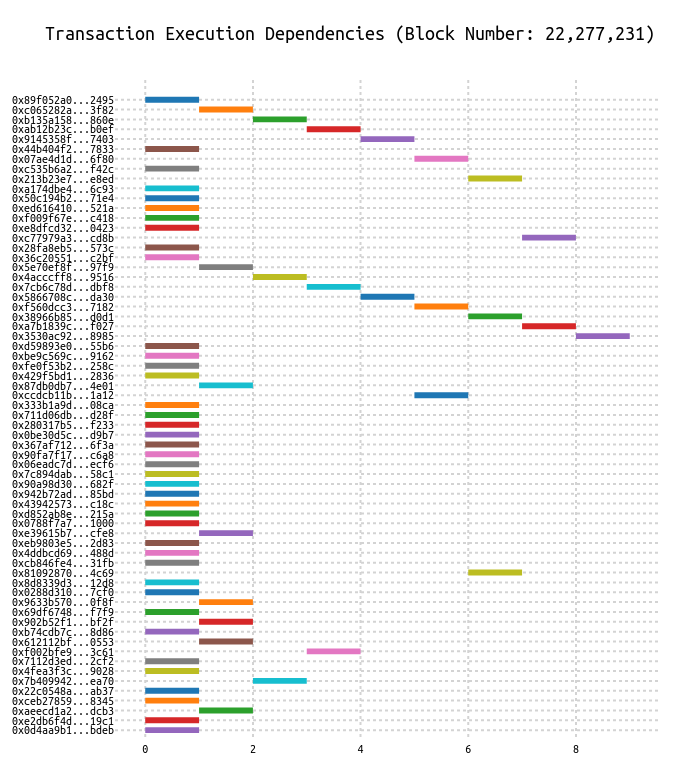 Transaction Execution Dependencies (Block Number: 22,277,231)
0x89f052a0...2495
0xc065282a...3f82
0xb135a158...860e
0xab12b23c...b0ef
0x9145358f...7403
0x44b404f2...7833
0x07ae4d1d...6f80
0xc535b6a2...f42c
0x213b23e7...e8ed
0xa174dbe4...6c93
0x50c194b2...71e4
0xed616410...521a
0xf009f67e...c418
0xe8dfcd32...0423
0xc77979a3...cd8b
0x28fa8eb5...573c
0x36c20551...c2bf
0x5e70ef8f...97f9
0x4acccff8...9516
0x7cb6c78d...dbf8
0x5866708c...da30
0xf560dcc3...7182
0x38966b85...d0d1
0xa7b1839c...f027
0x3530ac92...8985
0xd59893e0...55b6
0xbe9c569c...9162
0xfe0f53b2...258c
0x429f5bd1...2836
0x87db0db7...4e01
0xccdcb11b...1a12
0x333b1a9d...08ca
0x711d06db...d28f
0x280317b5...f233
0x0be30d5c...d9b7
0x367af712...6f3a
0x90fa7f17...c6a8
0x06eadc7d...ecf6
0x7c894dab...58c1
0x90a98d30...682f
0x942b72ad...85bd
0x43942573...c18c
0xd852ab8e...215a
0x0788f7a7...1000
0xe39615b7...cfe8
0xeb9803e5...2d83
0x4ddbcd69...488d
0xcb846fe4...31fb
0x81092870...4c69
0x8d8339d3...12d8
0x0288d310...7cf0
0x9633b570...0f8f
0x69df6748...f7f9
0x902b52f1...bf2f
0xb74cdb7c...8d86
0x612112bf...0553
0xf002bfe9...3c61
0x7112d3ed...2cf2
0x4fea3f3c...9028
0x7b409942...ea70
0x22c0548a...ab37
0xceb27859...8345
0xaeecd1a2...dcb3
0xe2db6f4d...19c1
0x0d4aa9b1...bdeb
0 2 4 6 8